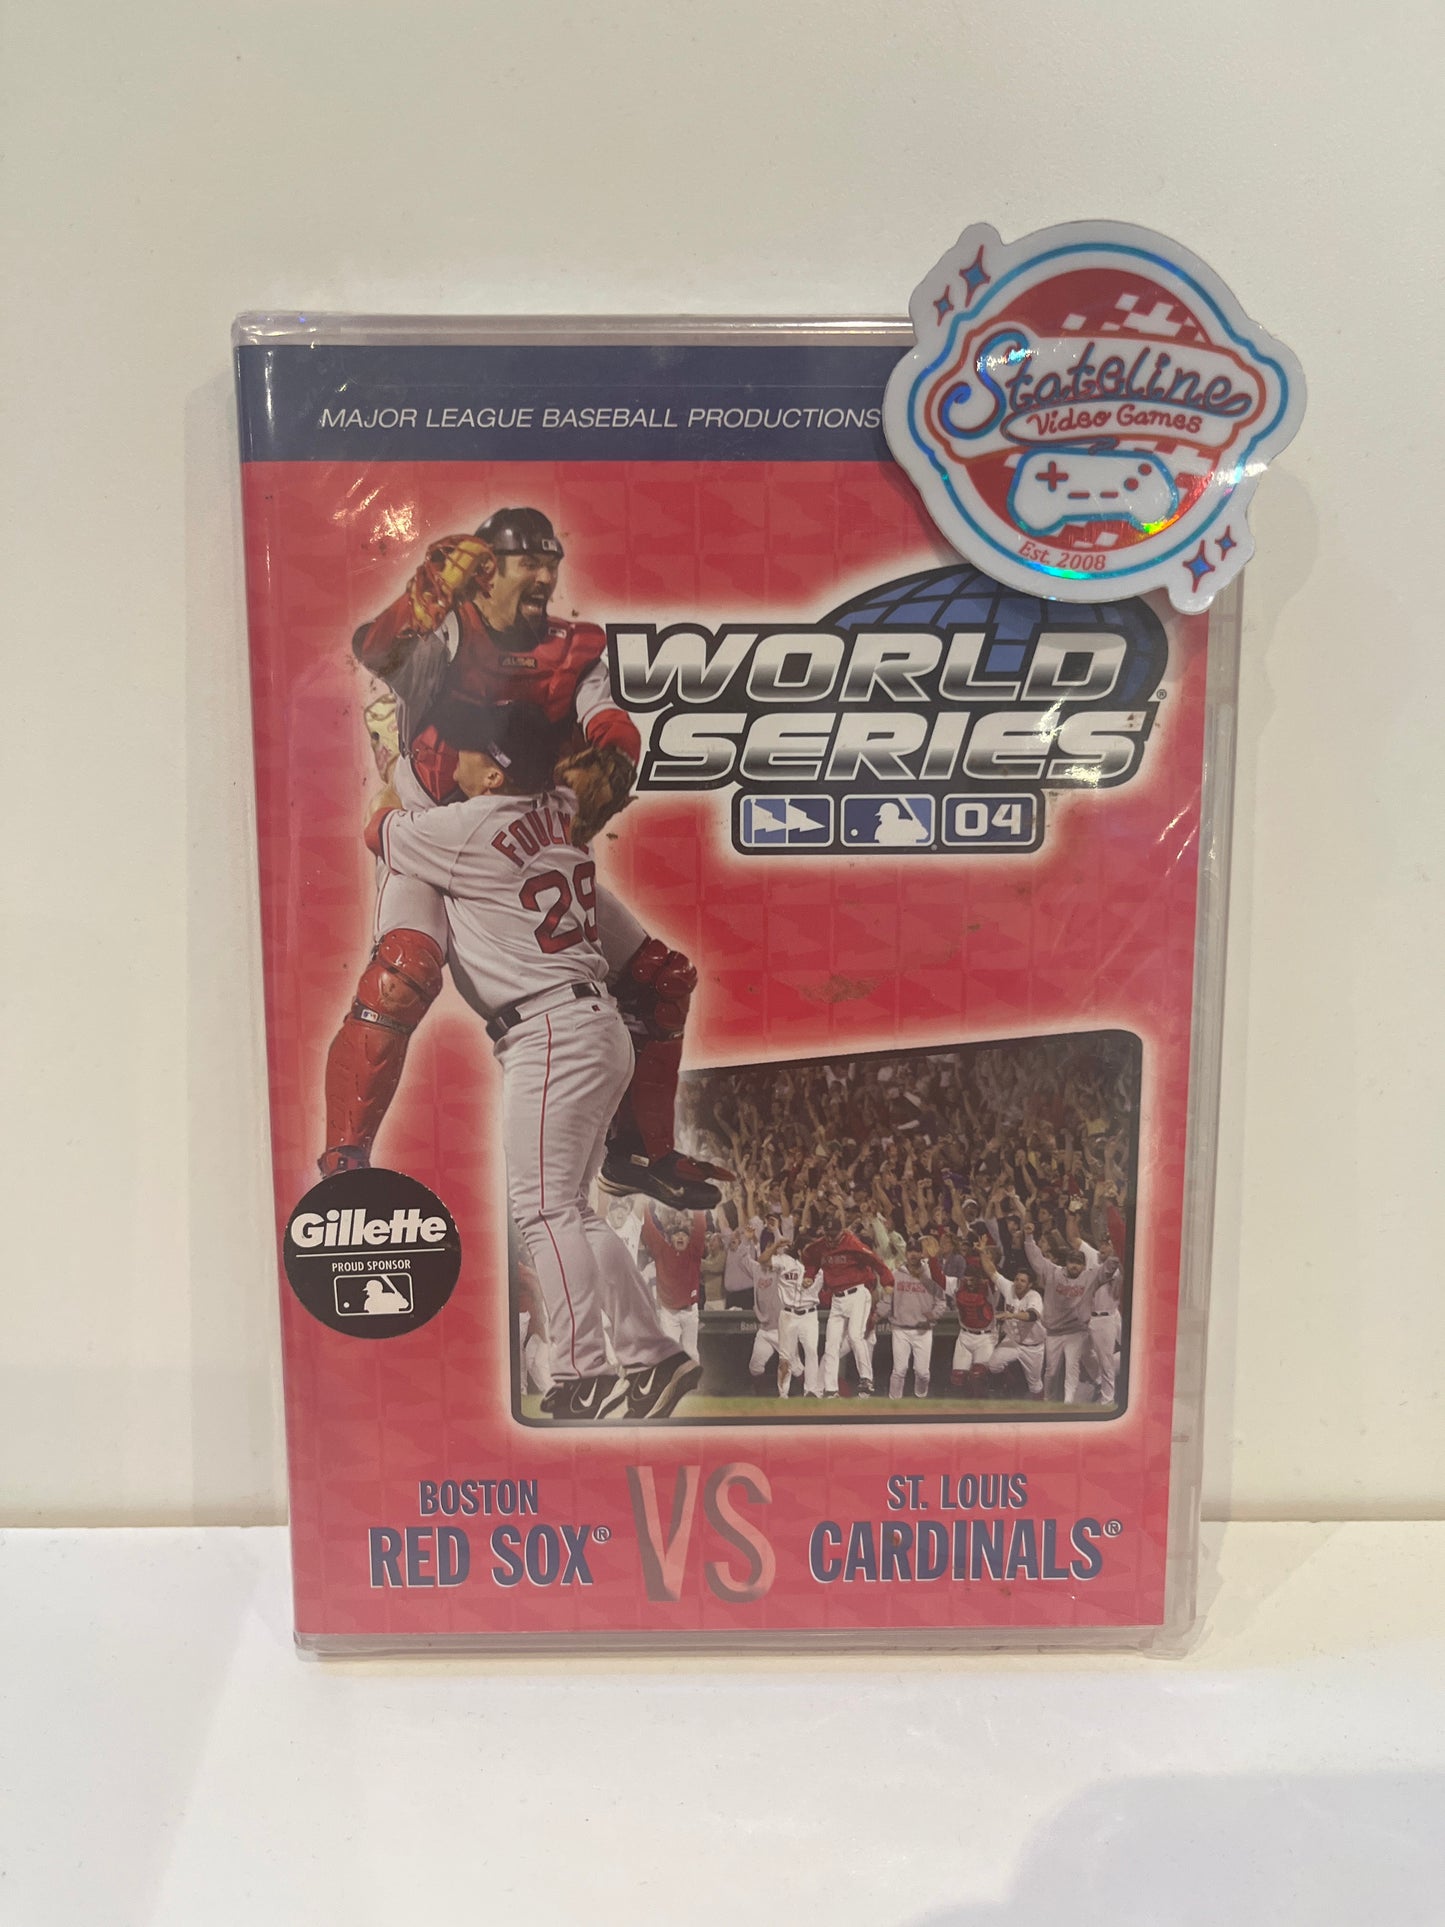 MAJOR LEAGUE BASEBALL PRODUCTIONS
Stateline
Video Games
Est. 2008
WORLD
SERIES®
04
29
Gillette
PROUD SPONSOR
BOSTON
RED SOX®
VS
ST. LOUIS
CARDINALS®